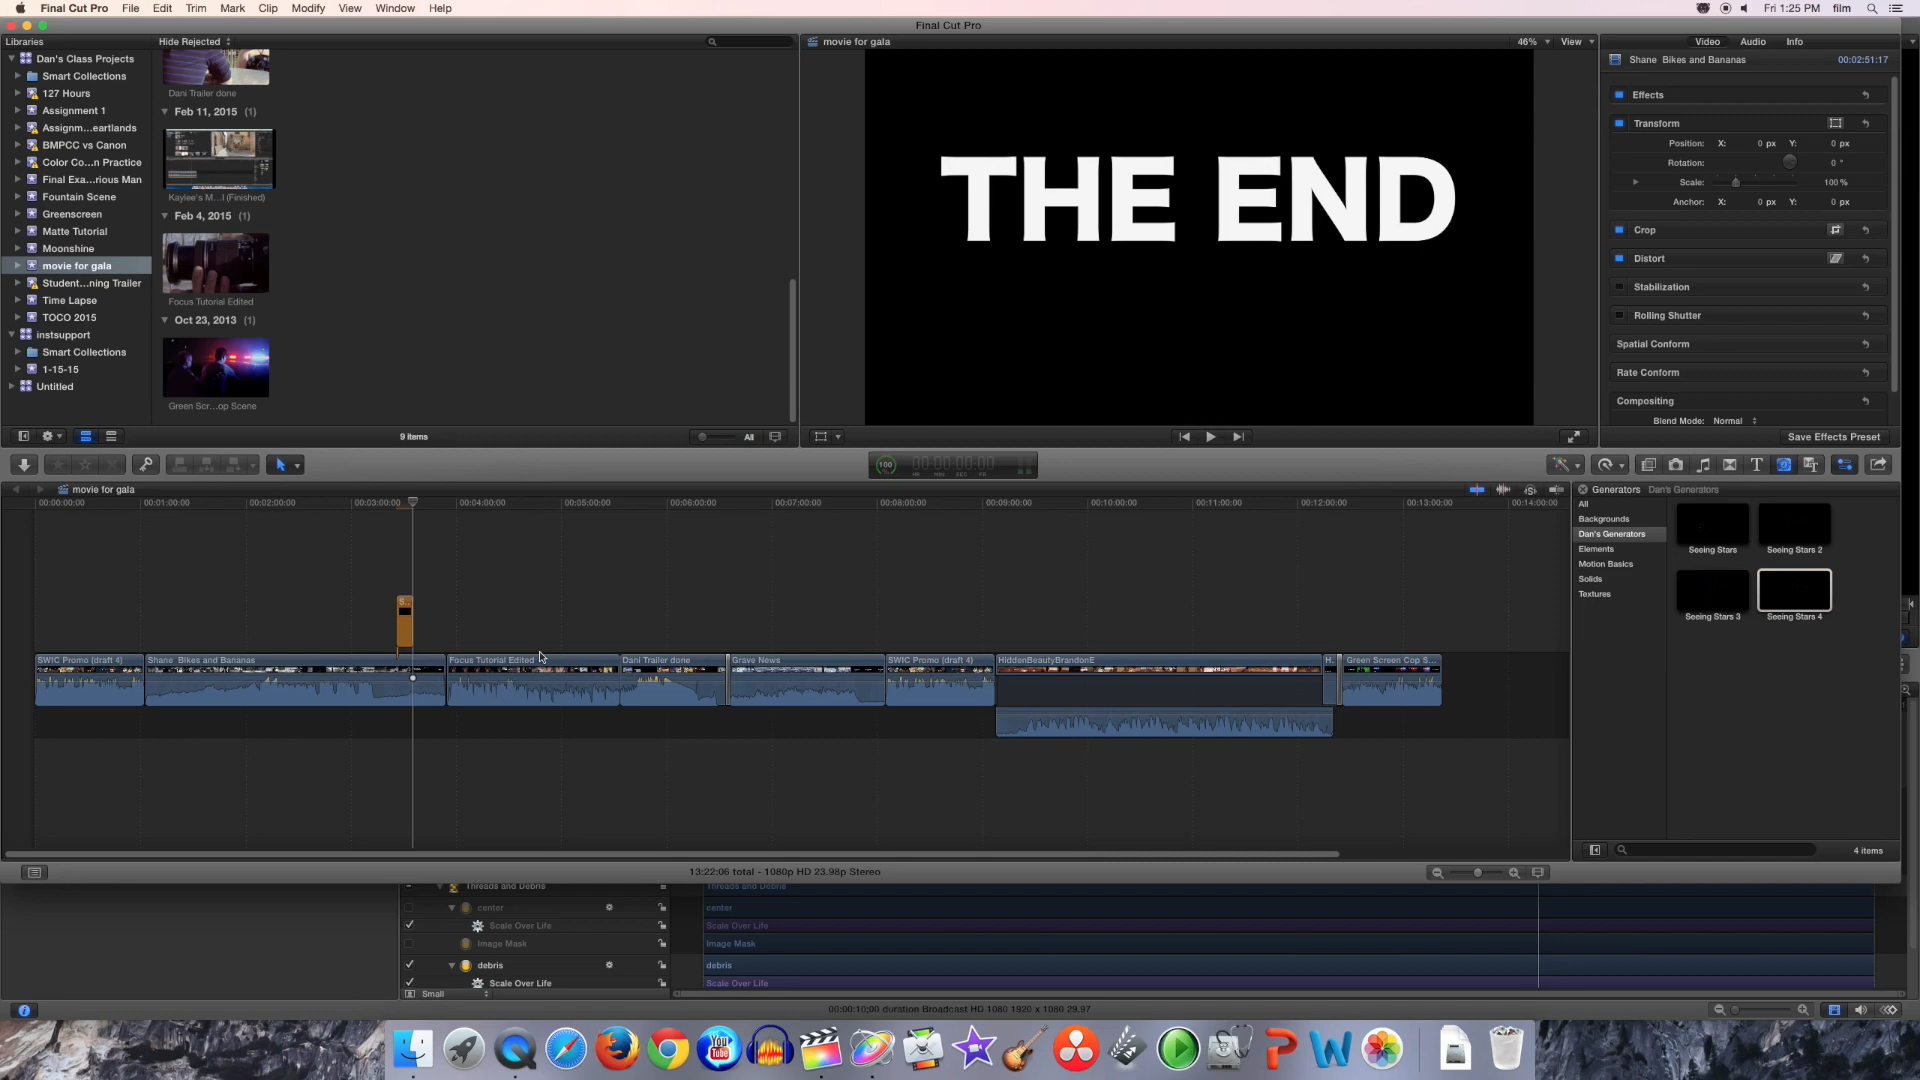 Final Cut Pro File Edit Trim Mark Clip Modify View Window Help Fri 1:25 PM film
Final Cut Pro
Libraries
Dan's Class Projects
Smart Collections
127 Hours
Assignment 1
Assignm...eartlands
BMPCC vs Canon
Color Co...n Practice
Final Exa...rious Man
Fountain Scene
Greenscreen
Matte Tutorial
Moonshine
movie for gala
Student...ning Trailer
Time Lapse
TOCO 2015
instsupport
Smart Collections
1-15-15
Untitled
Hide Rejected
Dani Trailer done
Feb 11, 2015 (1)
Kaylee's M...l (Finished)
Feb 4, 2015 (1)
Focus Tutorial Edited
Oct 23, 2013 (1)
Green Scr...op Scene
9 items
All
movie for gala
46% View
THE END
Video Audio Info
Shane Bikes and Bananas 00:02:51:17
Effects
Transform
Position: X: 0 px Y: 0 px
Rotation: 0 °
Scale: 100 %
Anchor: X: 0 px Y: 0 px
Crop
Distort
Stabilization
Rolling Shutter
Spatial Conform
Rate Conform
Compositing
Blend Mode: Normal
Save Effects Preset
100 00:00:00:00
HR MIN SEC FR
movie for gala
00:00:00:00 00:01:00:00 00:02:00:00 00:03:00:00 00:04:00:00 00:05:00:00 00:06:00:00 00:07:00:00 00:08:00:00 00:09:00:00 00:10:00:00 00:11:00:00 00:12:00:00 00:13:00:00 00:14:00:00
S...
SWIC Promo (draft 4) Shane Bikes and Bananas Focus Tutorial Edited Dani Trailer done Grave News SWIC Promo (draft 4) HiddenBeautyBrandonE H... Green Screen Cop S...
13:22:06 total - 1080p HD 23.98p Stereo
Generators Dan's Generators
All
Backgrounds
Dan's Generators
Elements
Motion Basics
Solids
Textures
Seeing Stars Seeing Stars 2
Seeing Stars 3 Seeing Stars 4
4 items
Threads and Debris Threads and Debris
center center
Scale Over Life Scale Over Life
Image Mask Image Mask
debris debris
Scale Over Life Scale Over Life
Small
00:00:10;00 duration Broadcast HD 1080 1920 x 1080 29.97
You
Tube